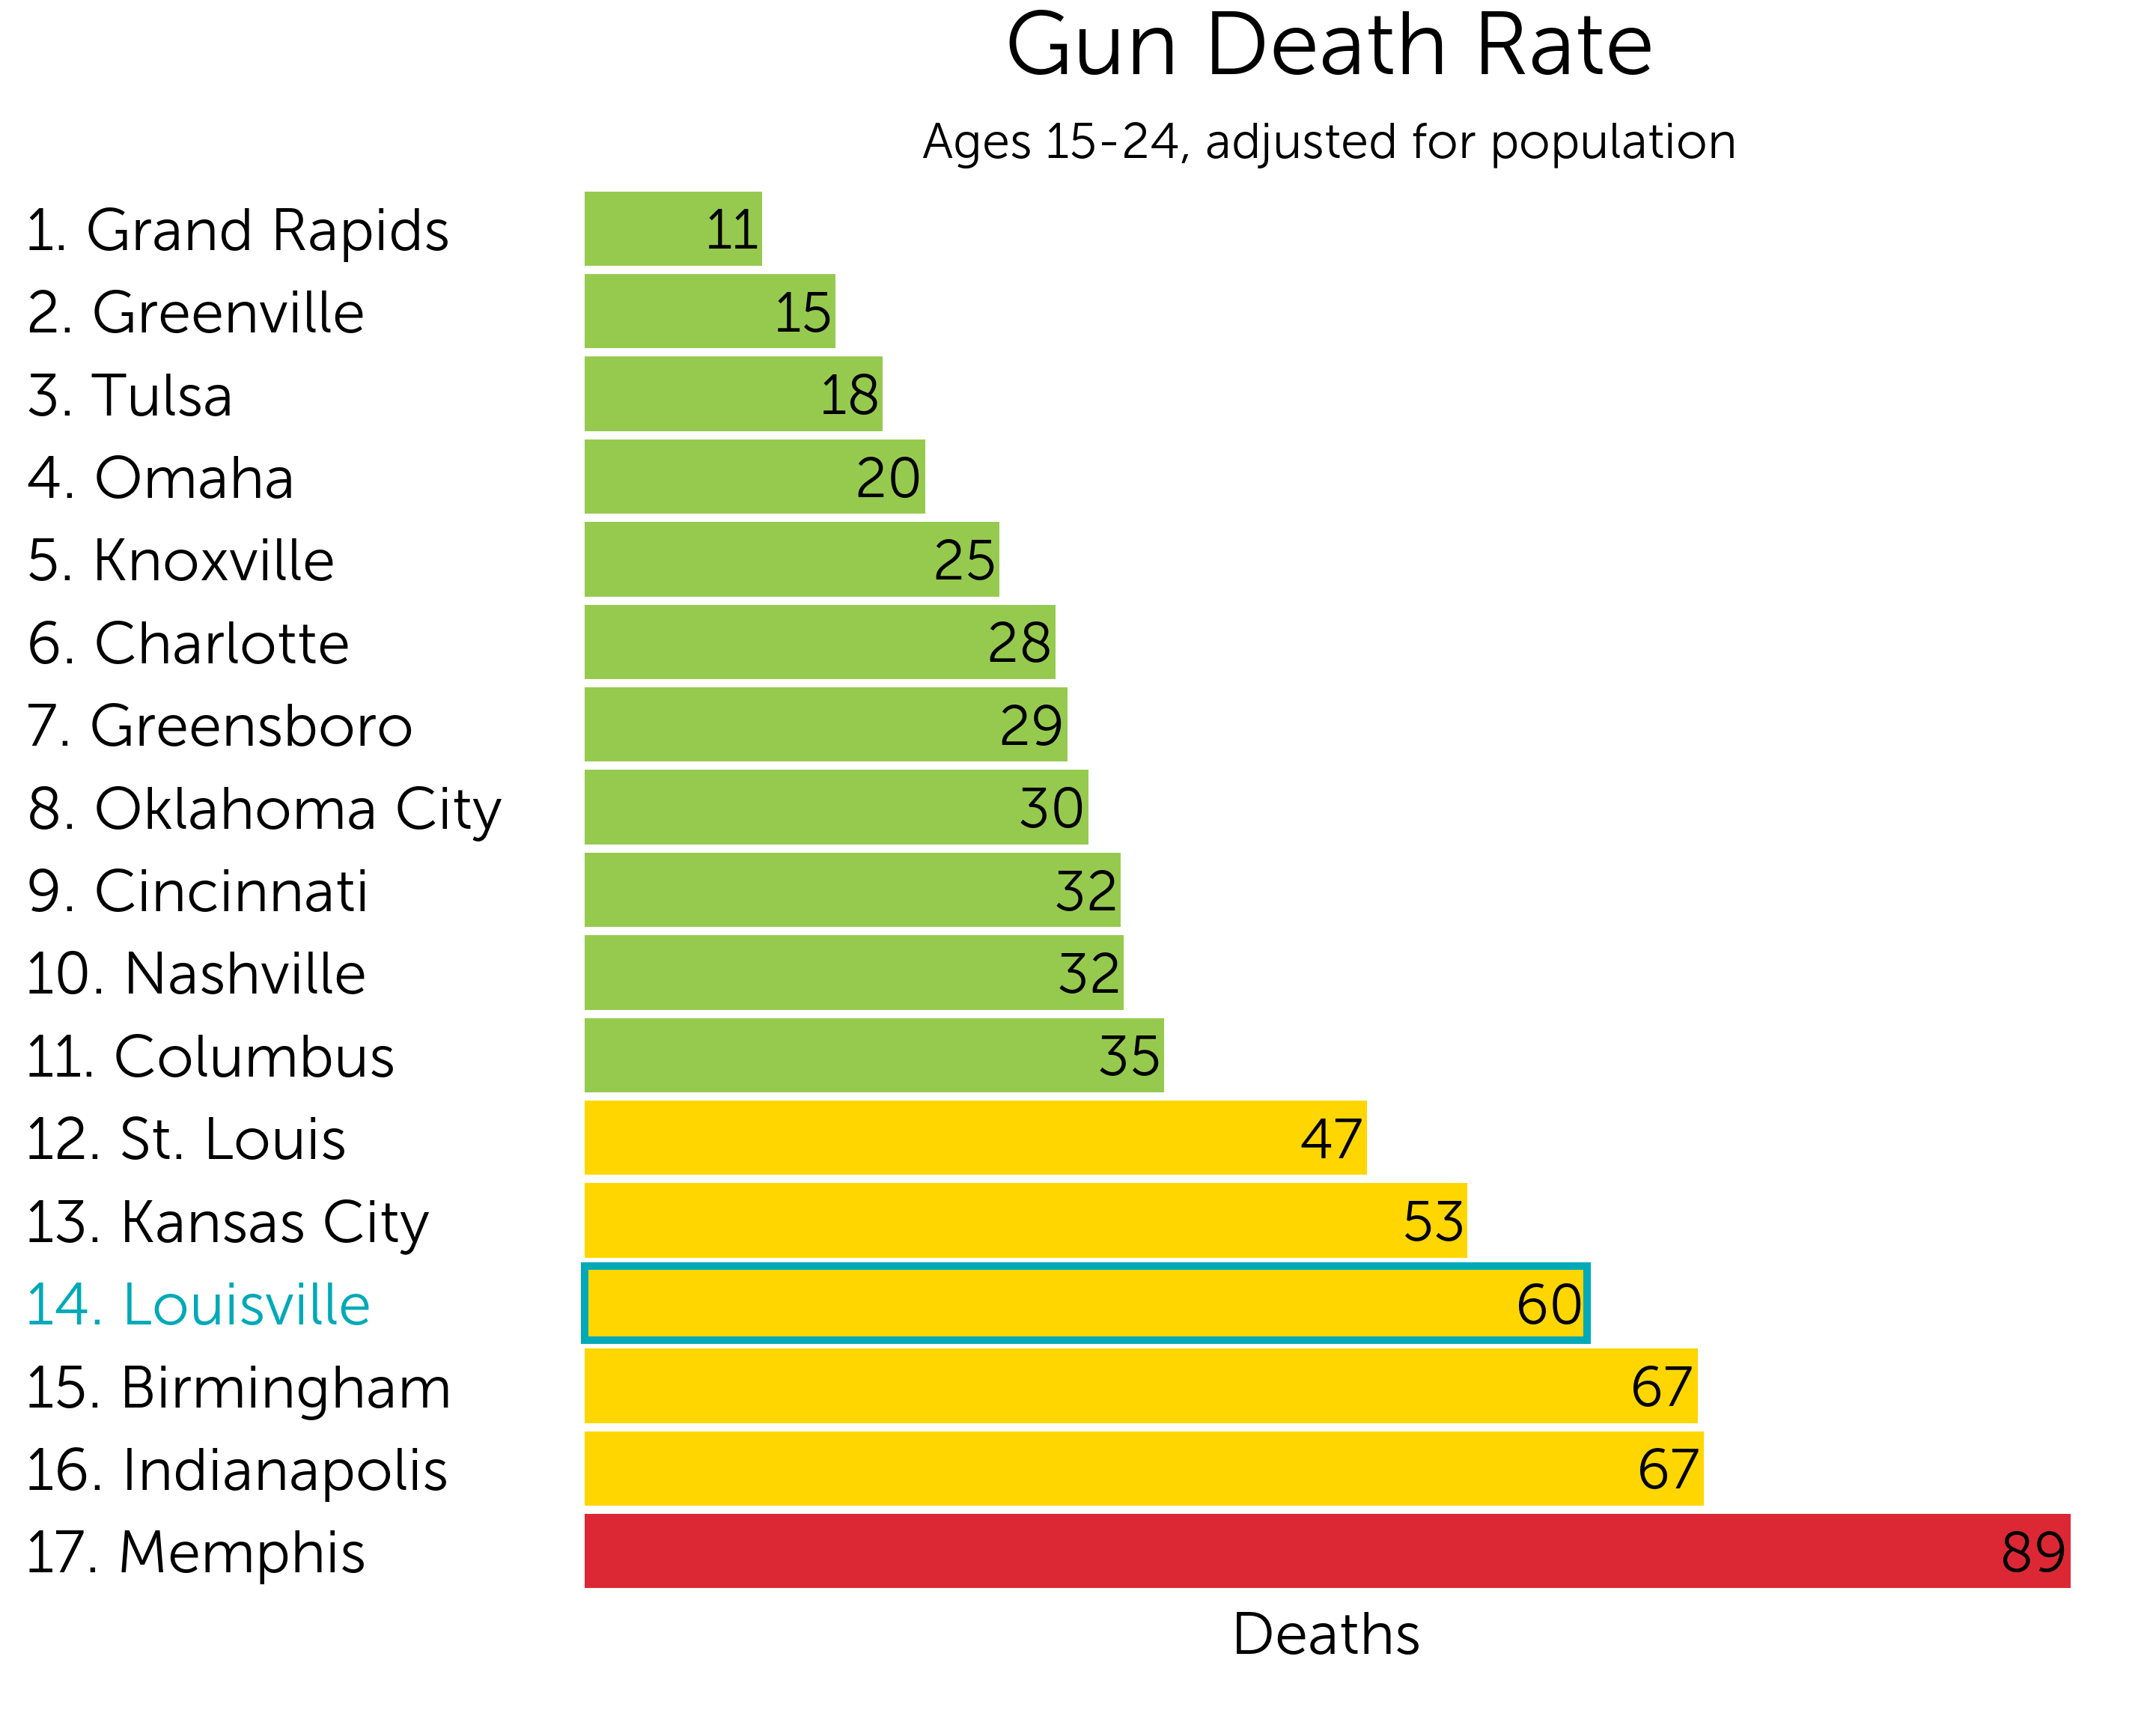 Gun Death Rate
Ages 15-24, adjusted for population
1. Grand Rapids 11
2. Greenville 15
3. Tulsa 18
4. Omaha 20
5. Knoxville 25
6. Charlotte 28
7. Greensboro 29
8. Oklahoma City 30
9. Cincinnati 32
10. Nashville 32
11. Columbus 35
12. St. Louis 47
13. Kansas City 53
14. Louisville 60
15. Birmingham 67
16. Indianapolis 67
17. Memphis 89
Deaths